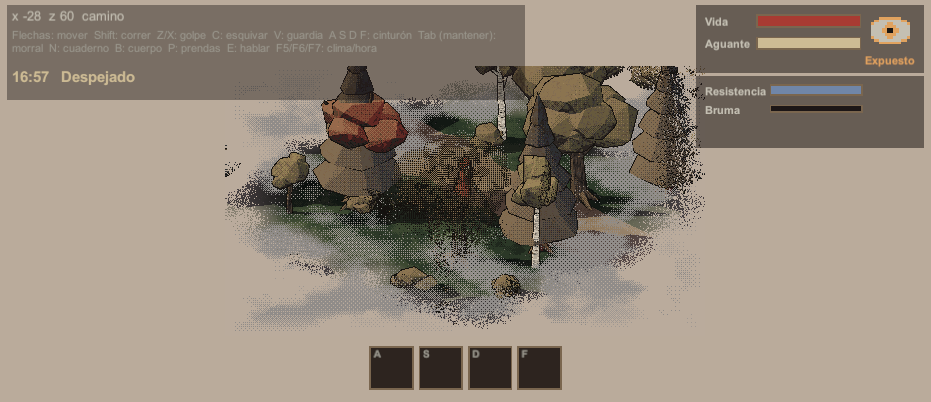 x -28 z 60 camino
Flechas: mover Shift: correr Z/X: golpe C: esquivar V: guardia A S D F: cinturón Tab (mantener):
morral N: cuaderno B: cuerpo P: prendas E: hablar F5/F6/F7: clima/hora
16:57 Despejado
Vida
Aguante
Expuesto
Resistencia
Bruma
A S D F